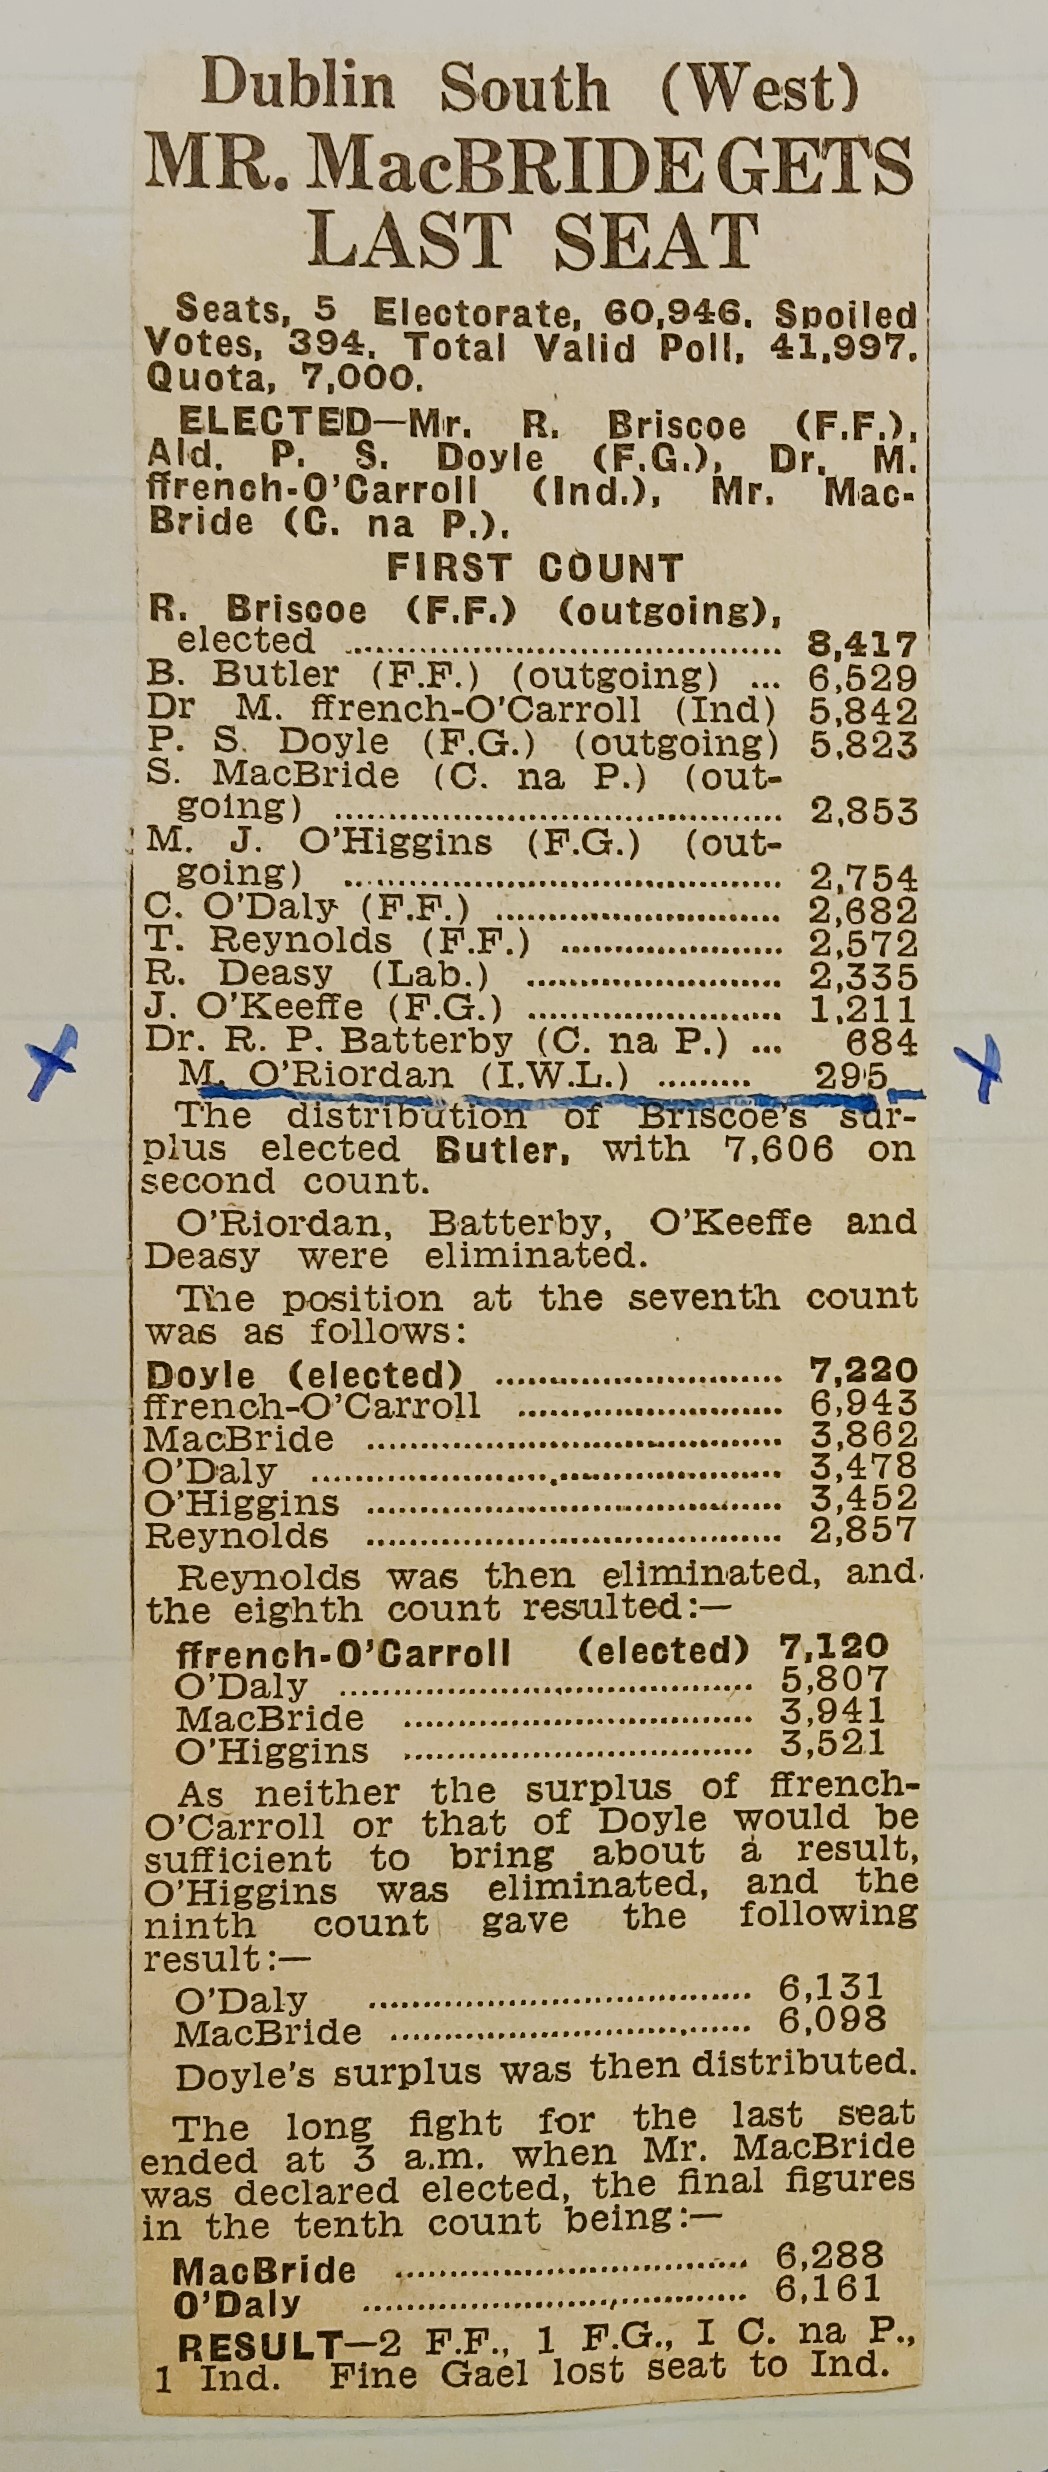 Dublin South (West)
MR. MacBRIDE GETS
LAST SEAT
Seats, 5 Electorate, 60,946. Spoiled
Votes, 394. Total Valid Poll, 41,997.
Quota, 7,000.
ELECTED—Mr. R. Briscoe (F.F.),
Ald. P. S. Doyle (F.G.), Dr. M.
ffrench-O'Carroll (Ind.), Mr. Mac-
Bride (C. na P.).
FIRST COUNT
R. Briscoe (F.F.) (outgoing),
elected ........................................ 8,417
B. Butler (F.F.) (outgoing) ... 6,529
Dr M. ffrench-O'Carroll (Ind) 5,842
P. S. Doyle (F.G.) (outgoing) 5,823
S. MacBride (C. na P.) (out-
going) ........................................ 2,853
M. J. O'Higgins (F.G.) (out-
going) ........................................ 2,754
C. O'Daly (F.F.) .......................... 2,682
T. Reynolds (F.F.) .................... 2,572
R. Deasy (Lab.) ....................... 2,335
J. O'Keeffe (F.G.) ....................... 1,211
Dr. R. P. Batterby (C. na P.) ... 684
M. O'Riordan (I.W.L.) ......... 295
The distribution of Briscoe's sur-
plus elected Butler, with 7,606 on
second count.
O'Riordan, Batterby, O'Keeffe and
Deasy were eliminated.
The position at the seventh count
was as follows:
Doyle (elected) .......................... 7,220
ffrench-O'Carroll ........................ 6,943
MacBride ...................................... 3,862
O'Daly ........................................... 3,478
O'Higgins ...................................... 3,452
Reynolds ...................................... 2,857
Reynolds was then eliminated, and
the eighth count resulted:—
ffrench-O'Carroll (elected) 7,120
O'Daly ...................................... 5,807
MacBride ................................ 3,941
O'Higgins ................................ 3,521
As neither the surplus of ffrench-
O'Carroll or that of Doyle would be
sufficient to bring about a result,
O'Higgins was eliminated, and the
ninth count gave the following
result:—
O'Daly ................................... 6,131
MacBride ................................. 6,098
Doyle's surplus was then distributed.
The long fight for the last seat
ended at 3 a.m. when Mr. MacBride
was declared elected, the final figures
in the tenth count being:—
MacBride ................................ 6,288
O'Daly ................................... 6,161
RESULT—2 F.F., 1 F.G., I C. na P.,
1 Ind. Fine Gael lost seat to Ind.